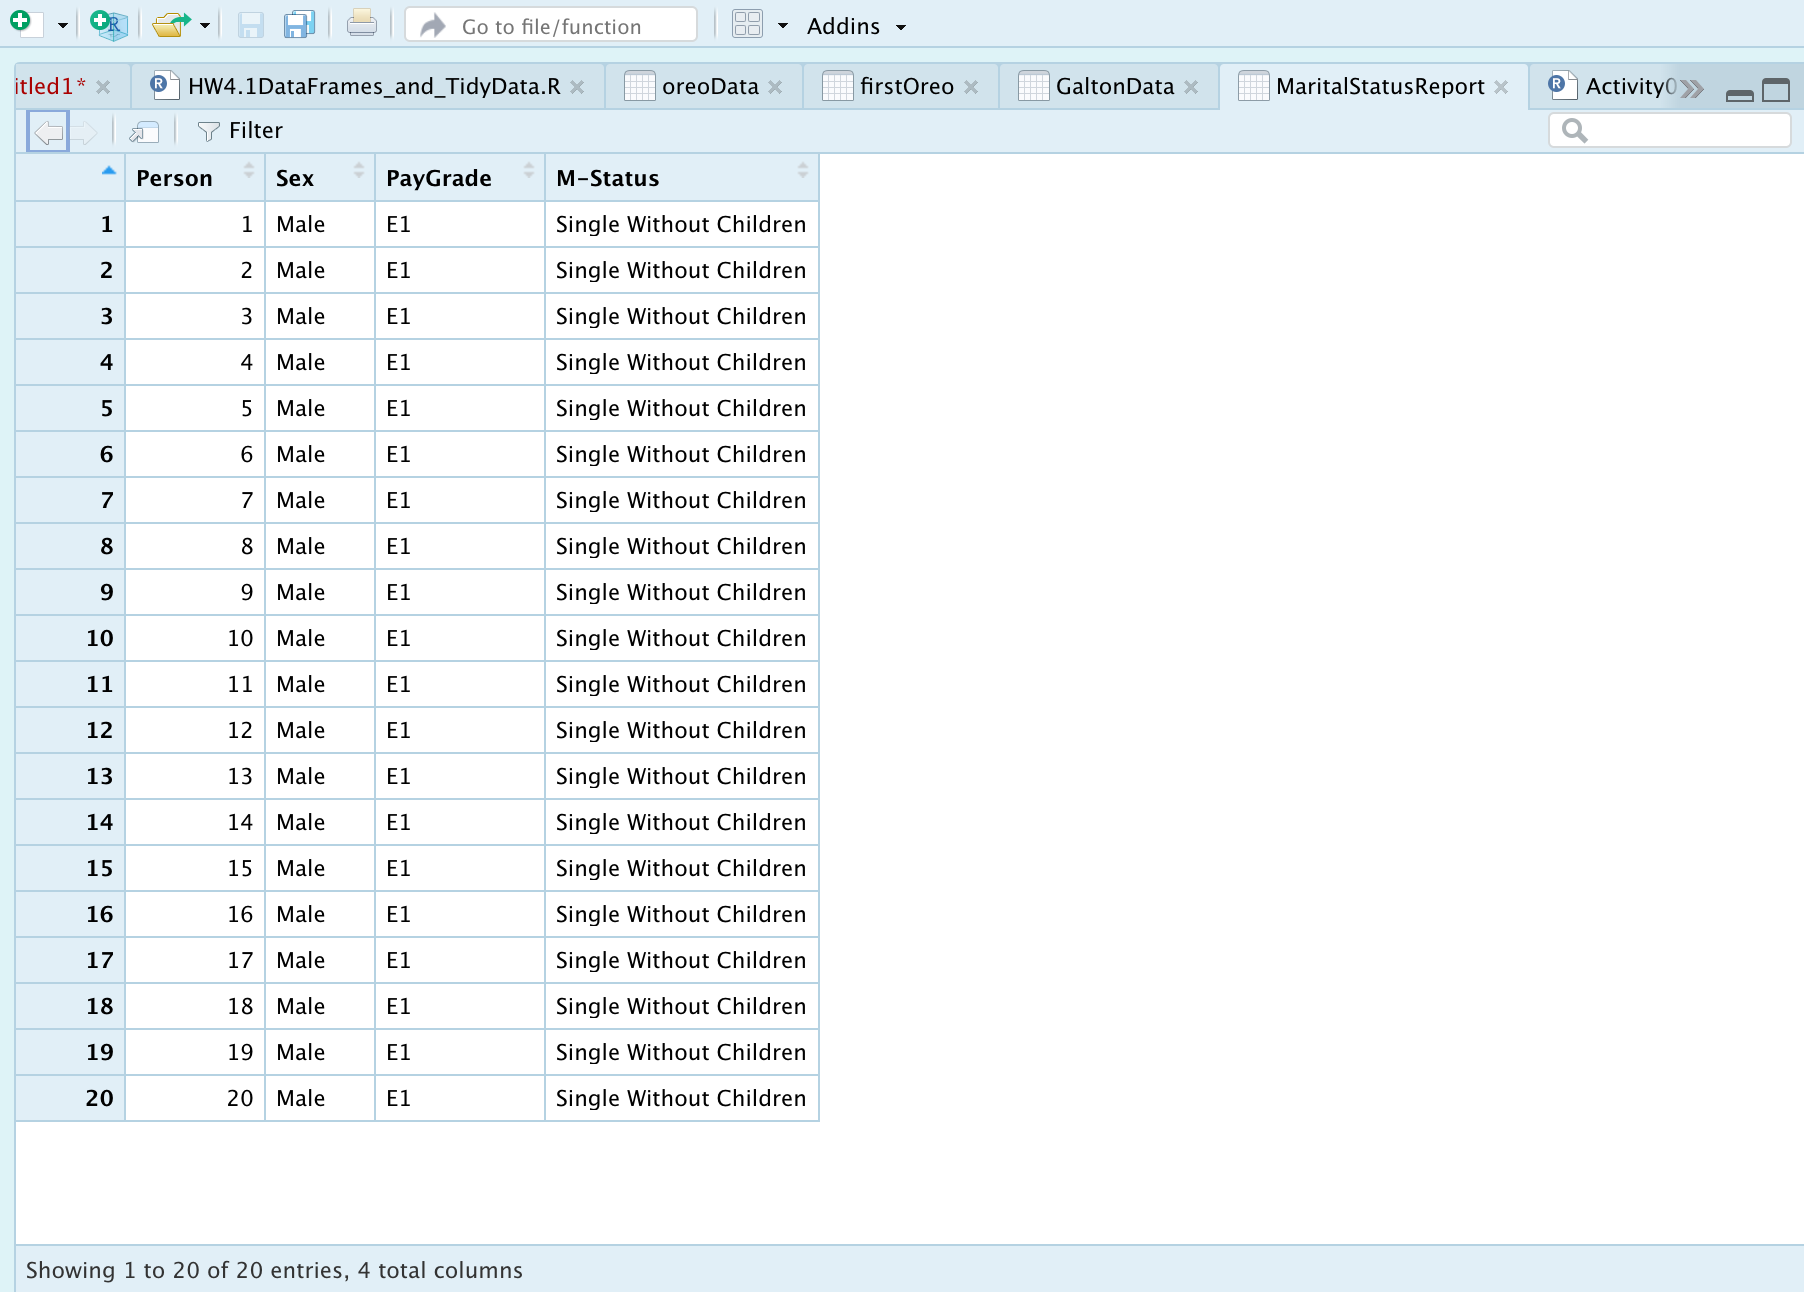 Go to file/function Addins
itled1* HW4.1DataFrames_and_TidyData.R oreoData firstOreo GaltonData MaritalStatusReport Activity0
Filter
Person Sex PayGrade M-Status
1 1 Male E1 Single Without Children
2 2 Male E1 Single Without Children
3 3 Male E1 Single Without Children
4 4 Male E1 Single Without Children
5 5 Male E1 Single Without Children
6 6 Male E1 Single Without Children
7 7 Male E1 Single Without Children
8 8 Male E1 Single Without Children
9 9 Male E1 Single Without Children
10 10 Male E1 Single Without Children
11 11 Male E1 Single Without Children
12 12 Male E1 Single Without Children
13 13 Male E1 Single Without Children
14 14 Male E1 Single Without Children
15 15 Male E1 Single Without Children
16 16 Male E1 Single Without Children
17 17 Male E1 Single Without Children
18 18 Male E1 Single Without Children
19 19 Male E1 Single Without Children
20 20 Male E1 Single Without Children
Showing 1 to 20 of 20 entries, 4 total columns